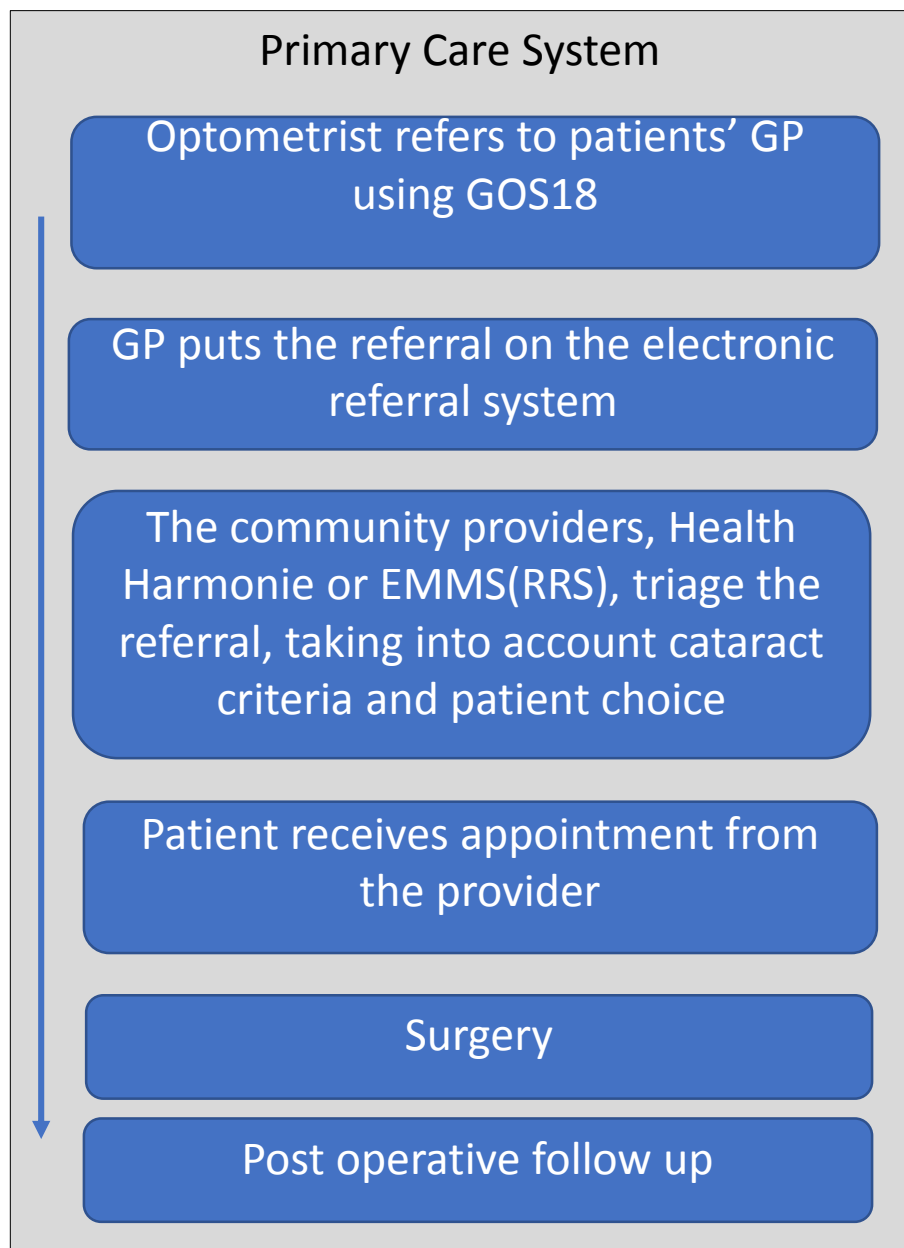 Primary Care System
Optometrist refers to patients’ GP
using GOS18
GP puts the referral on the electronic
referral system
The community providers, Health
Harmonie or EMMS(RRS), triage the
referral, taking into account cataract
criteria and patient choice
Patient receives appointment from
the provider
Surgery
Post operative follow up